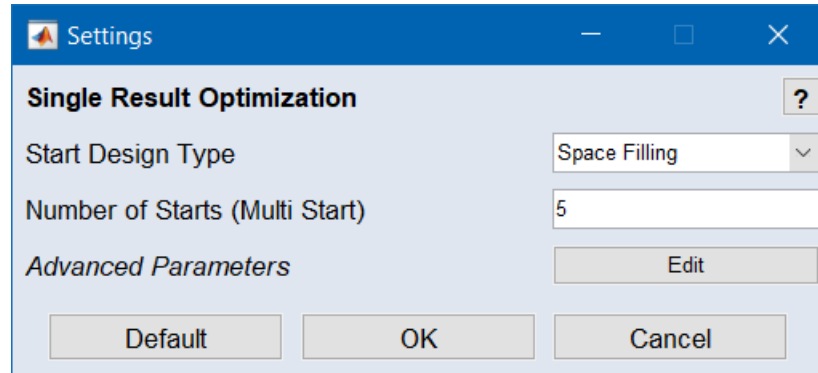 Settings
Single Result Optimization ?
Start Design Type Space Filling
Number of Starts (Multi Start) 5
Advanced Parameters Edit
Default OK Cancel